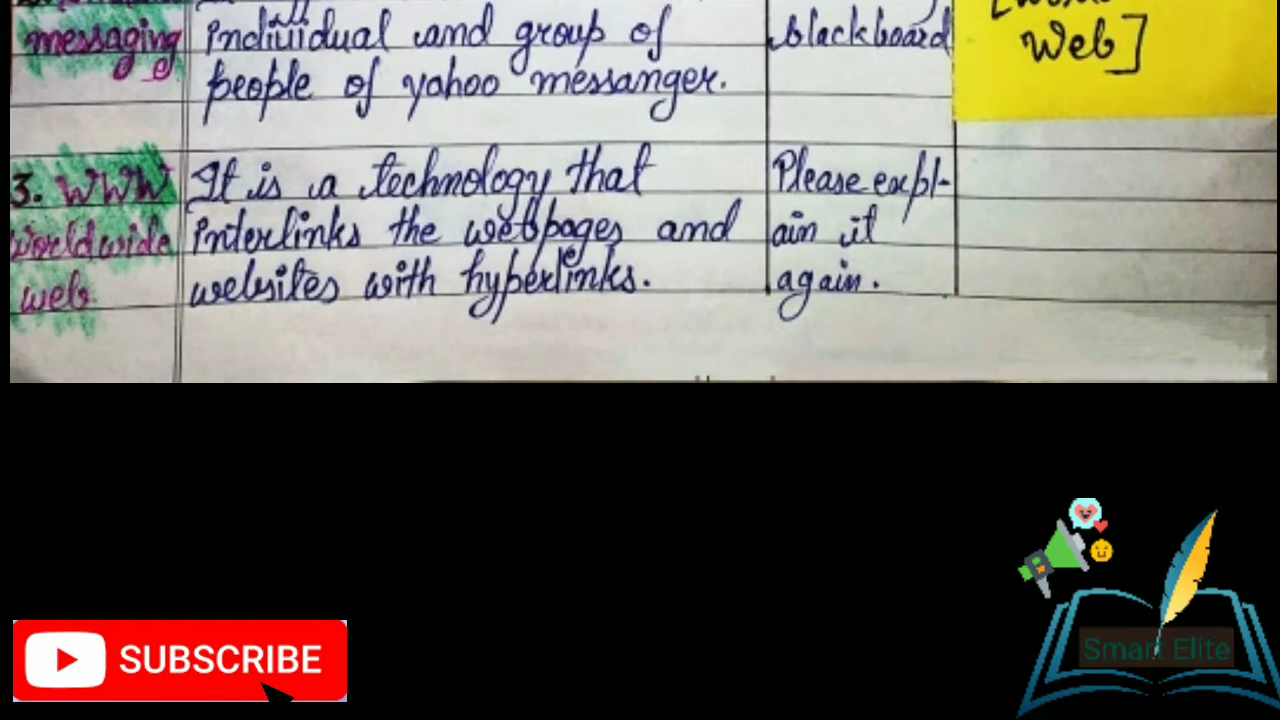 all
messaging individual and group of blackboard
people of yahoo messanger.
Web]
3. WWW It is a technology that Please expl-
worldwide interlinks the webpages and ain it
web. websites with hyperlinks. again.
SUBSCRIBE
Smart Elite